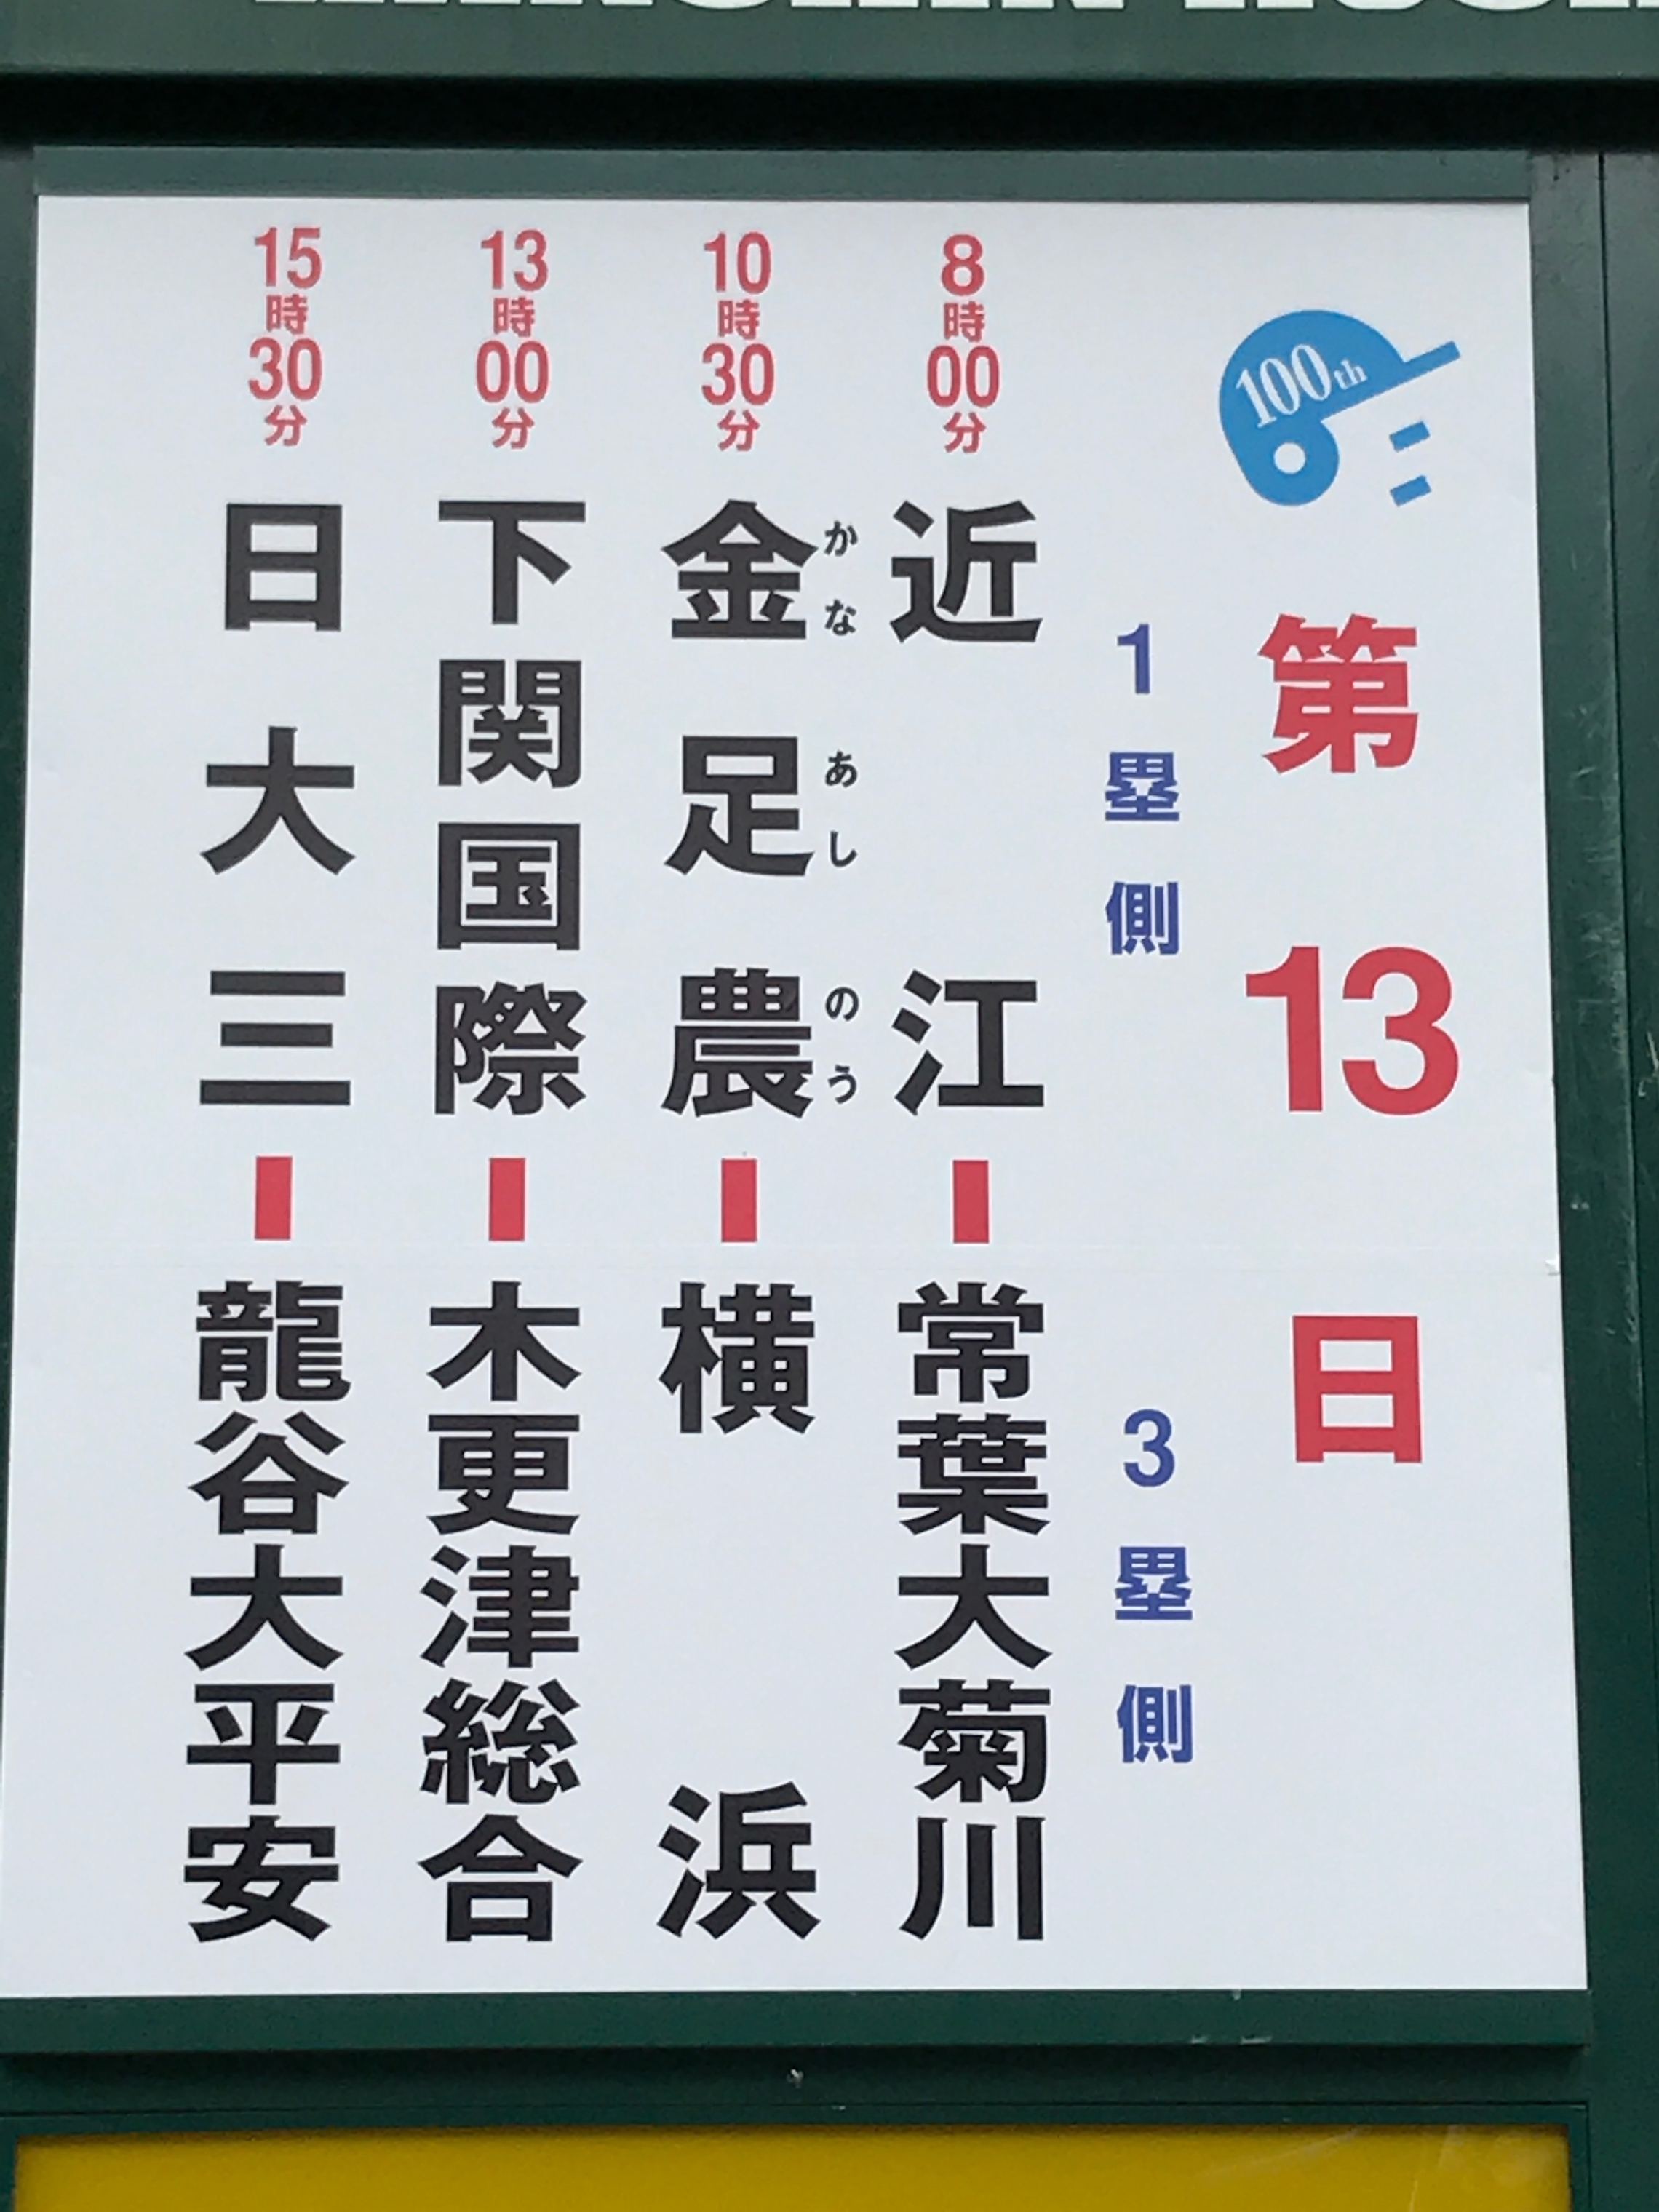 100th
第13日
1塁側
3塁側
8時00分 近江 - 常葉大菊川
かなあしのう
10時30分 金足農 - 横浜
13時00分 下関国際 - 木更津総合
15時30分 日大三 - 龍谷大平安